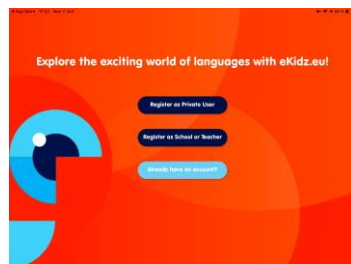 Explore the exciting world of languages with eKidz.eu!
Register as Private User
Register as School or Teacher
Already have an account?